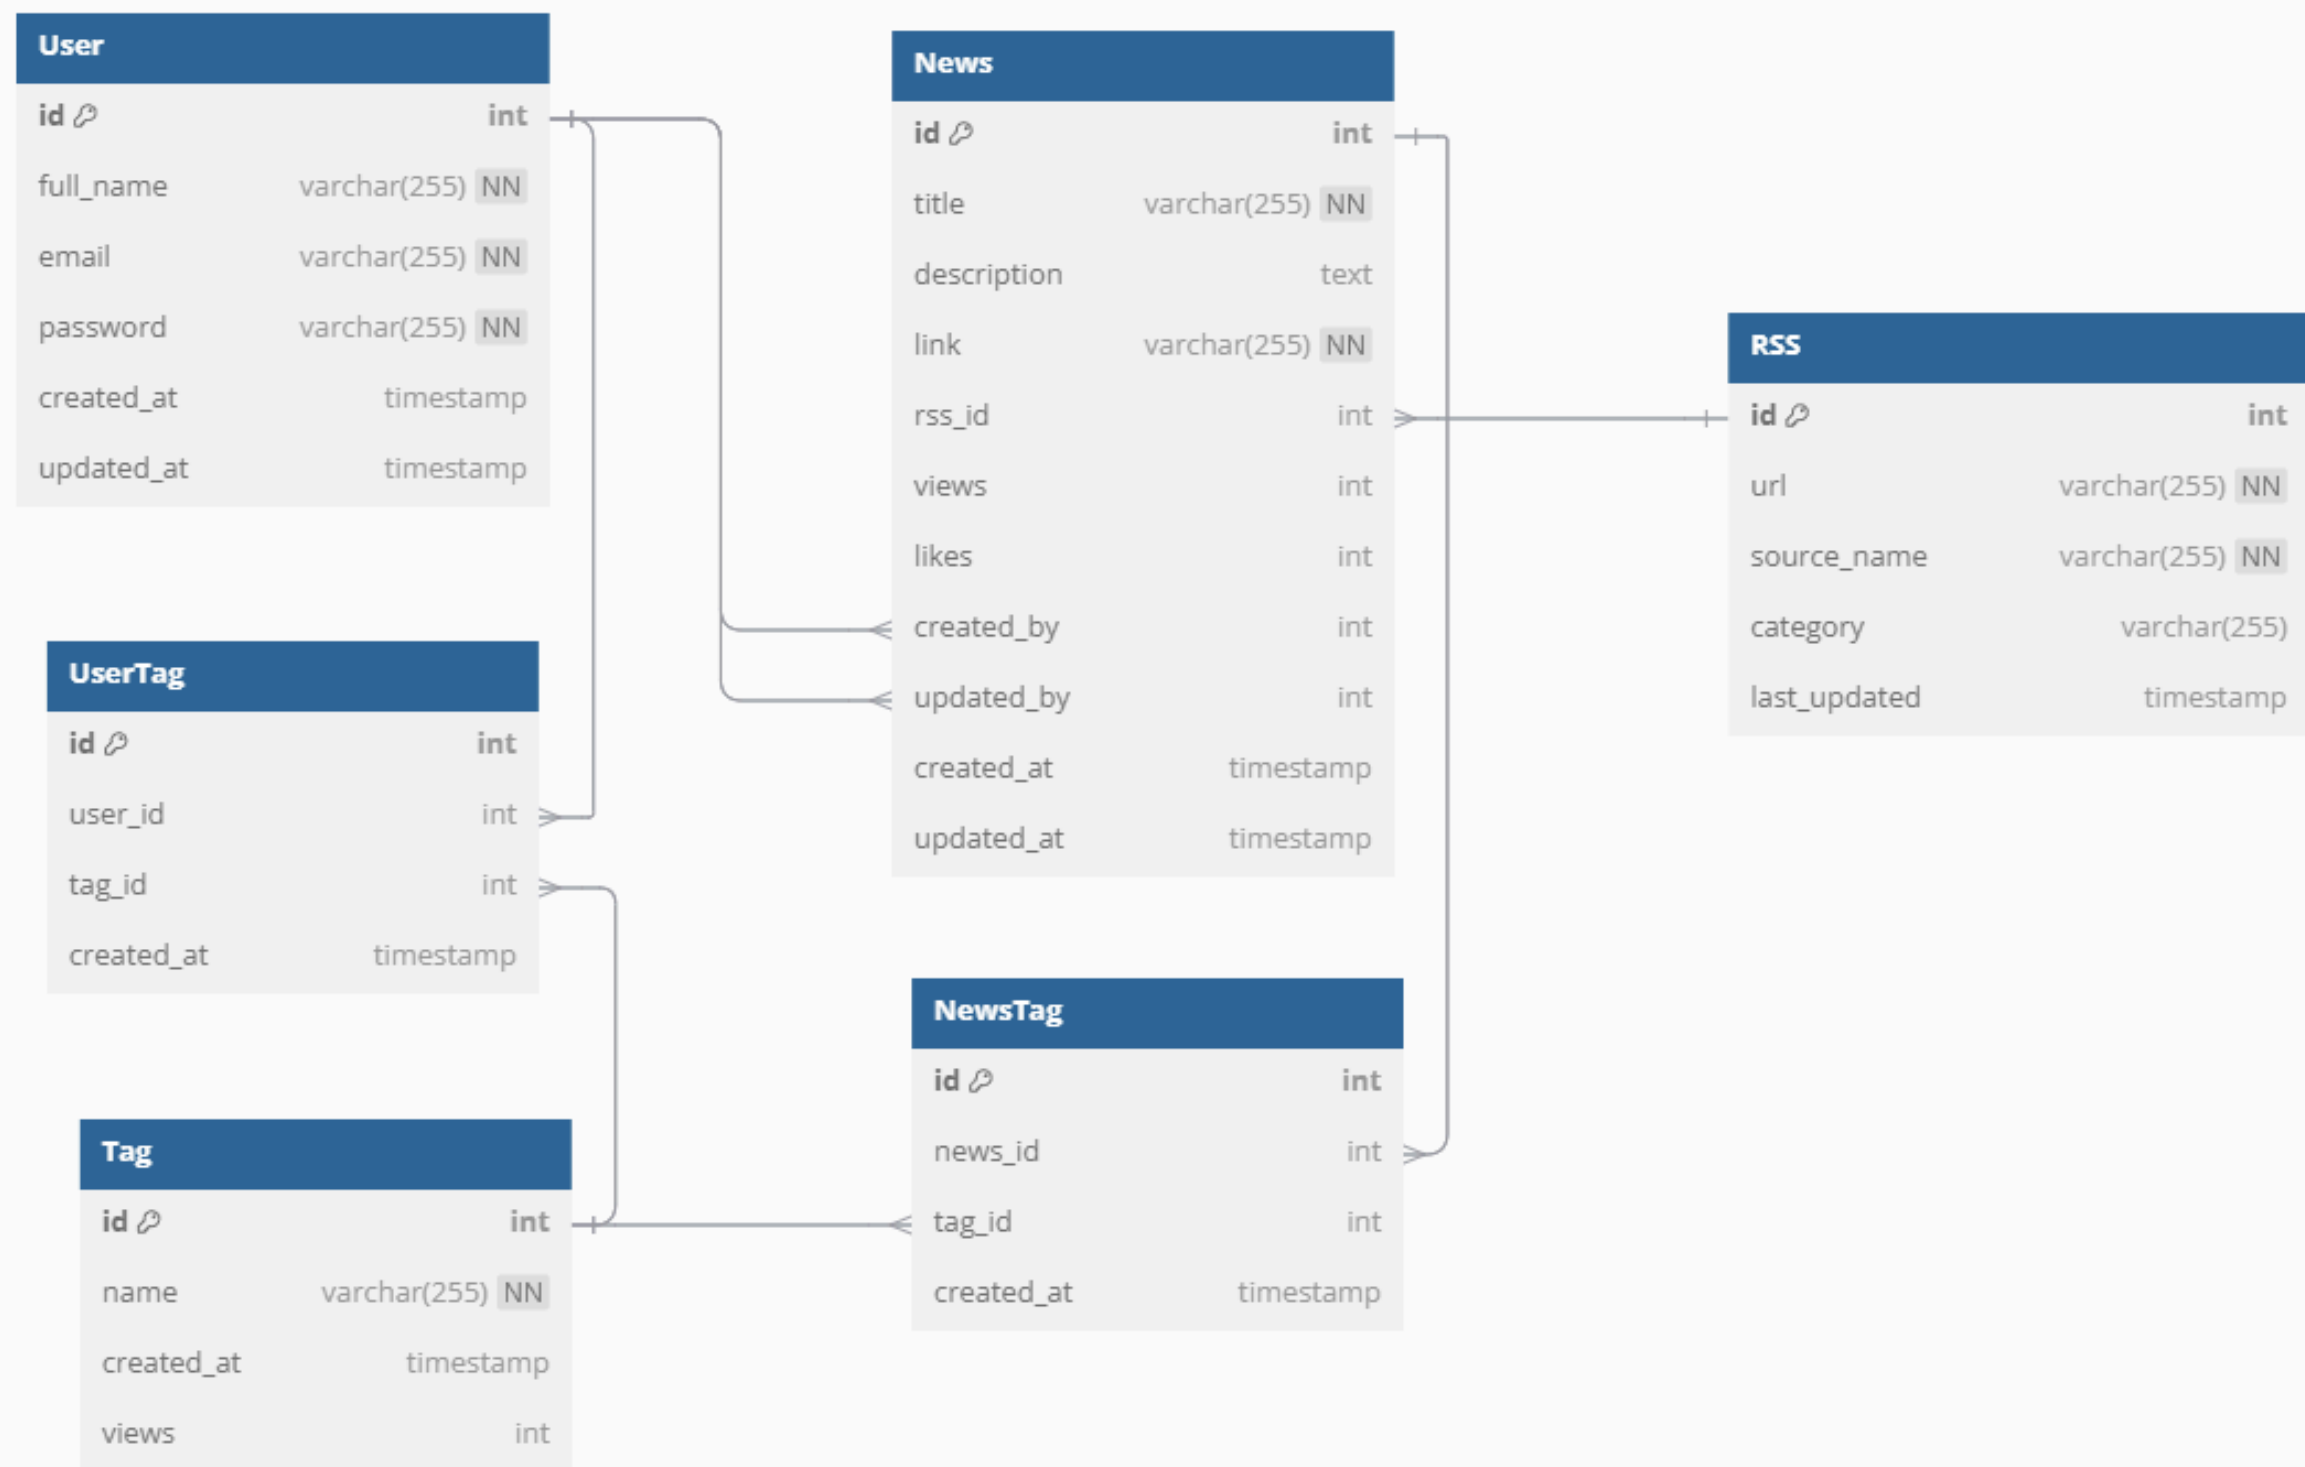 User
id int
full_name varchar(255) NN
email varchar(255) NN
password varchar(255) NN
created_at timestamp
updated_at timestamp
UserTag
id int
user_id int
tag_id int
created_at timestamp
Tag
id int
name varchar(255) NN
created_at timestamp
views int
News
id int
title varchar(255) NN
description text
link varchar(255) NN
rss_id int
views int
likes int
created_by int
updated_by int
created_at timestamp
updated_at timestamp
NewsTag
id int
news_id int
tag_id int
created_at timestamp
RSS
id int
url varchar(255) NN
source_name varchar(255) NN
category varchar(255)
last_updated timestamp